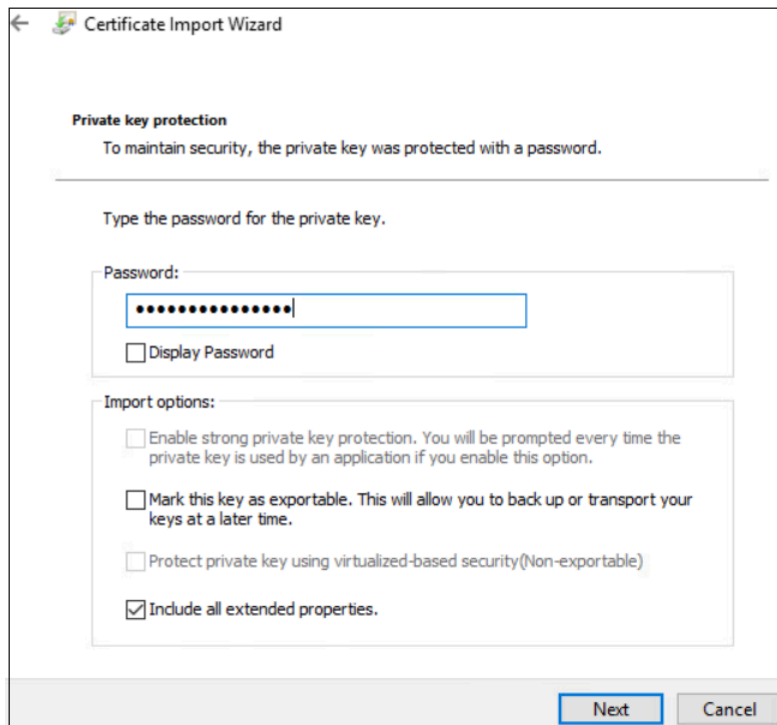 Certificate Import Wizard
Private key protection
To maintain security, the private key was protected with a password.
Type the password for the private key.
Password:
•••••••••••••••
Display Password
Import options:
Enable strong private key protection. You will be prompted every time the
private key is used by an application if you enable this option.
Mark this key as exportable. This will allow you to back up or transport your
keys at a later time.
Protect private key using virtualized-based security(Non-exportable)
Include all extended properties.
Next
Cancel